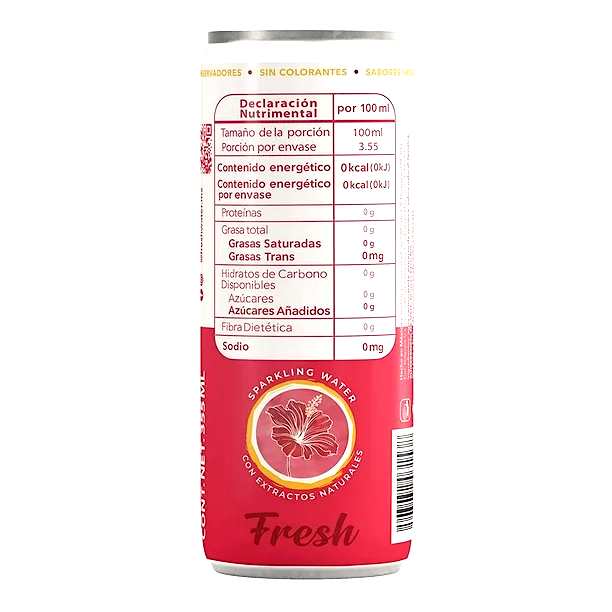 SERVADORES • SIN COLORANTES • SABORES
Declaración Nutrimental por 100 ml
Tamaño de la porción 100 ml
Porción por envase 3.55
Contenido energético 0 kcal (0 kJ)
Contenido energético por envase 0 kcal (0 kJ)
Proteínas 0 g
Grasa total 0 g
Grasas Saturadas 0 g
Grasas Trans 0 mg
Hidratos de Carbono Disponibles 0 g
Azúcares 0 g
Azúcares Añadidos 0 g
Fibra Dietética 0 g
Sodio 0 mg
CONT. NET. 355 ML
SPARKLING WATER
CON EXTRACTOS NATURALES
Fresh